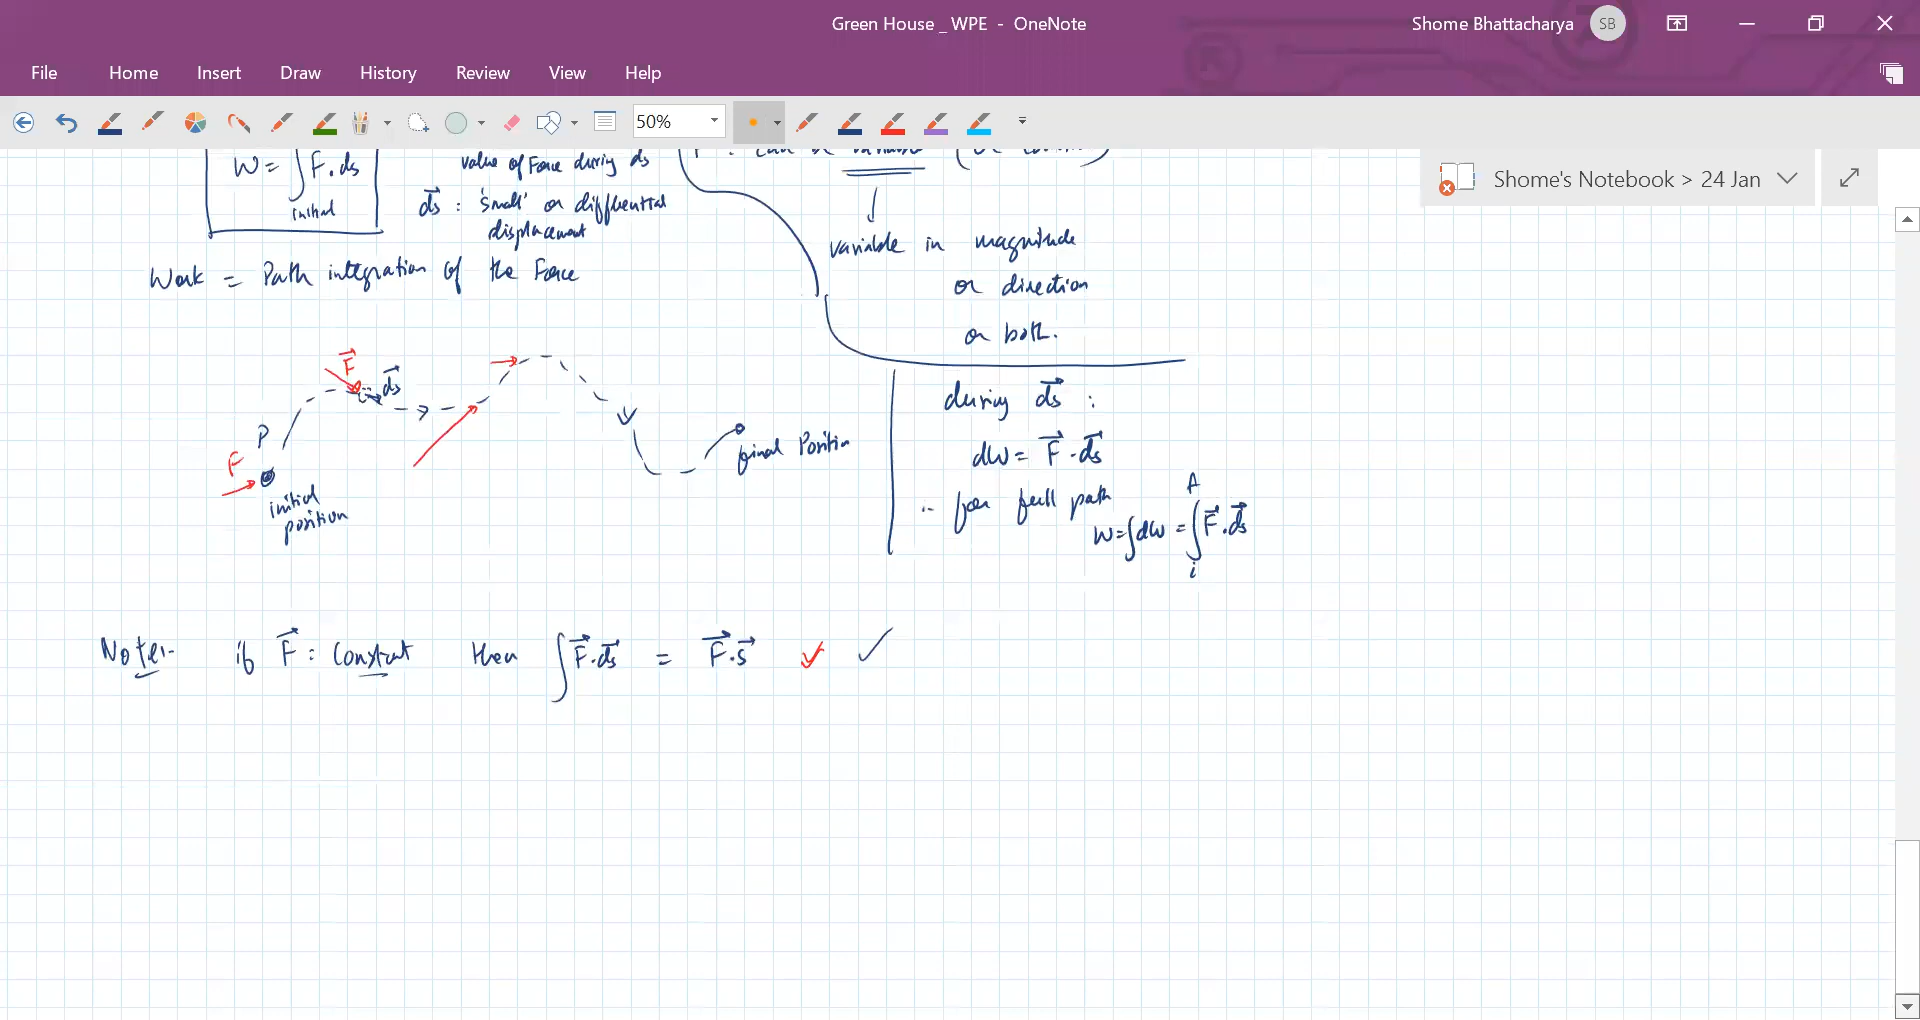 Green House _ WPE - OneNote
Shome Bhattacharya
SB
File Home Insert Draw History Review View Help
50%
Shome's Notebook > 24 Jan
W = ∫ F.ds
initial
value of Force during ds
ds : 'Small' or differential
displacement
Work = Path integration of the Force
F : can be variable
variable in magnitude
or direction
or both.
F
ds
P
F
initial
position
final Position
during ds :
dW = F.ds
∴ for full path
W = ∫dW = ∫F.ds
f
i
Note:- if F : Constant then ∫F.ds = F.s